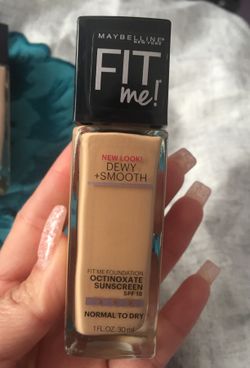 MAYBELLINE
NEW YORK
FIT
me!
NEW LOOK!
DEWY
+SMOOTH
FIT ME FOUNDATION
OCTINOXATE
SUNSCREEN
SPF 18
NORMAL TO DRY
1 FL. OZ. 30 mL